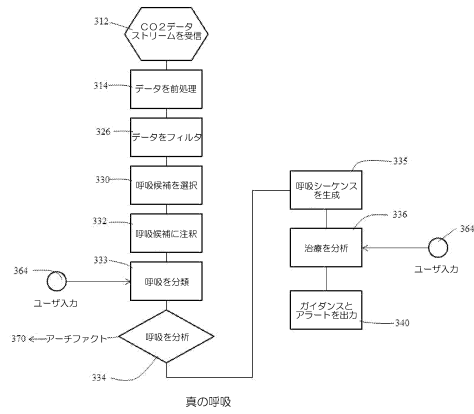 312
CO2データ
ストリームを受信
314
データを前処理
326
データをフィルタ
330
呼吸候補を選択
332
呼吸候補に注釈
333
364
呼吸を分類
ユーザ入力
370
アーチファクト
呼吸を分析
334
335
呼吸シーケンス
を生成
336
364
治療を分析
ユーザ入力
ガイダンスと
アラートを出力
340
真の呼吸